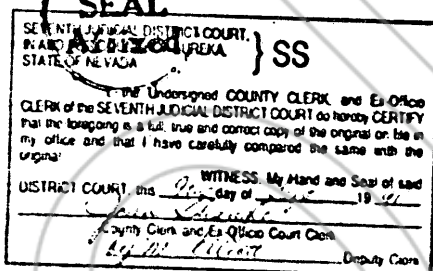 SEAL
Affixed
SEVENTH JUDICIAL DISTRICT COURT,
IN AND EUREKA
STATE OF NEVADA
} SS
the Undersigned COUNTY CLERK and Ex-Officio
CLERK of the SEVENTH JUDICIAL DISTRICT COURT do hereby CERTIFY
that the foregoing is a full, true and correct copy of the original on file in
my office and that I have carefully compared the same with the
original
WITNESS, My Hand and Seal of said
DISTRICT COURT, this day of 19
County Clerk and Ex-Officio Court Clerk
Deputy Clerk